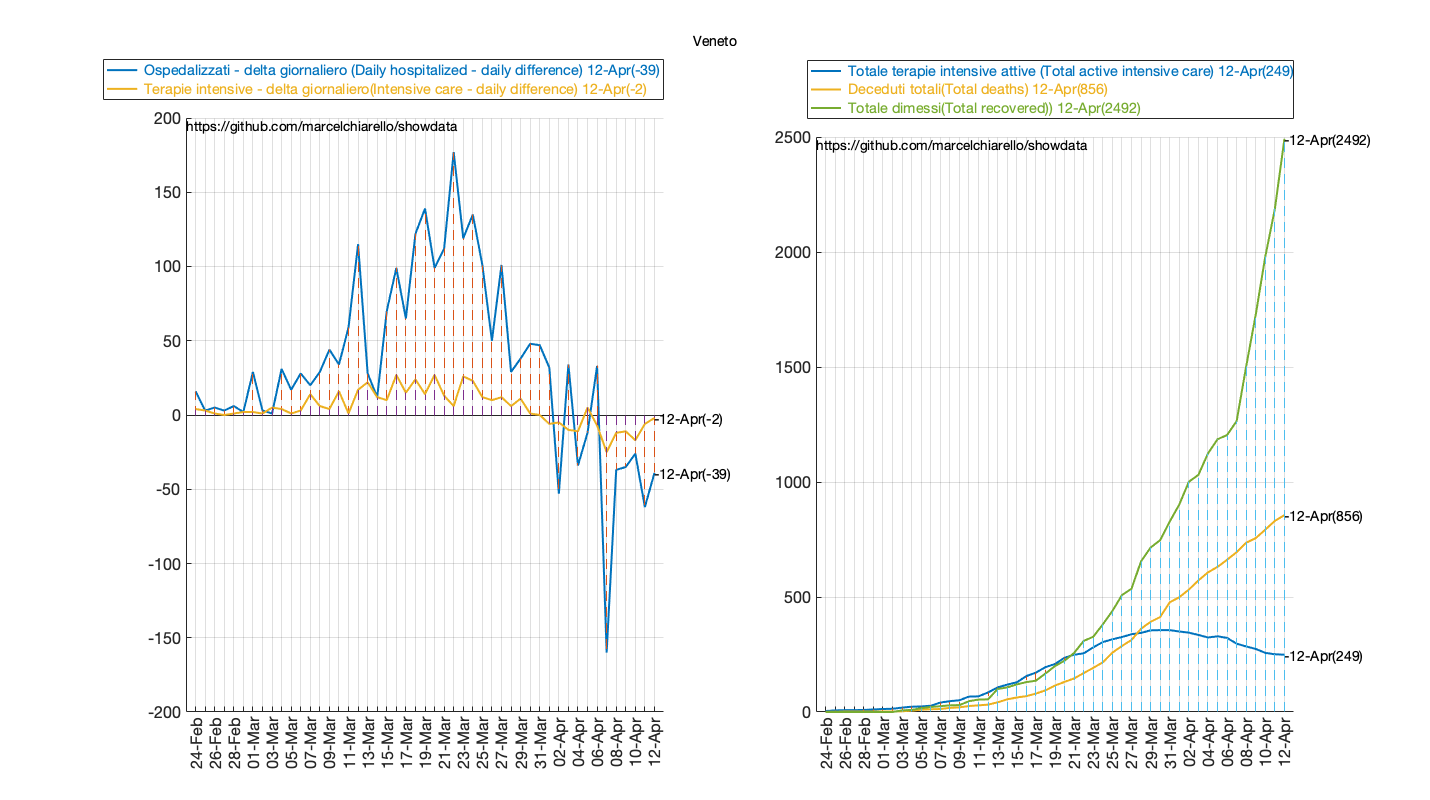 Veneto
Ospedalizzati - delta giornaliero (Daily hospitalized - daily difference) 12-Apr(-39)
Terapie intensive - delta giornaliero(Intensive care - daily difference) 12-Apr(-2)
https://github.com/marcelchiarello/showdata
200
150
100
50
0
-50
-100
-150
-200
12-Apr(-2)
12-Apr(-39)
24-Feb
26-Feb
28-Feb
01-Mar
03-Mar
05-Mar
07-Mar
09-Mar
11-Mar
13-Mar
15-Mar
17-Mar
19-Mar
21-Mar
23-Mar
25-Mar
27-Mar
29-Mar
31-Mar
02-Apr
04-Apr
06-Apr
08-Apr
10-Apr
12-Apr
Totale terapie intensive attive (Total active intensive care) 12-Apr(249)
Deceduti totali(Total deaths) 12-Apr(856)
Totale dimessi(Total recovered)) 12-Apr(2492)
https://github.com/marcelchiarello/showdata
2500
2000
1500
1000
500
0
12-Apr(2492)
12-Apr(856)
12-Apr(249)
24-Feb
26-Feb
28-Feb
01-Mar
03-Mar
05-Mar
07-Mar
09-Mar
11-Mar
13-Mar
15-Mar
17-Mar
19-Mar
21-Mar
23-Mar
25-Mar
27-Mar
29-Mar
31-Mar
02-Apr
04-Apr
06-Apr
08-Apr
10-Apr
12-Apr